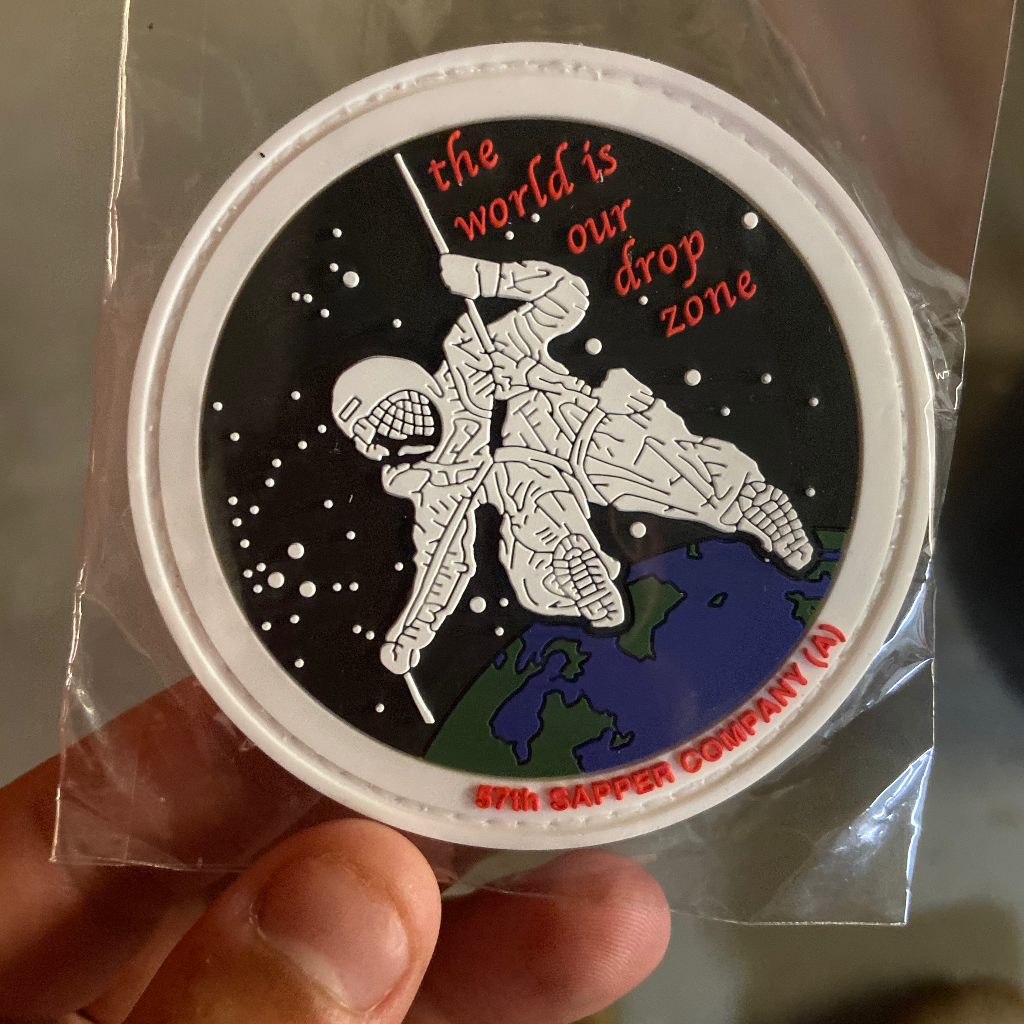 the
world is
our
drop
zone
57th SAPPER COMPANY (A)